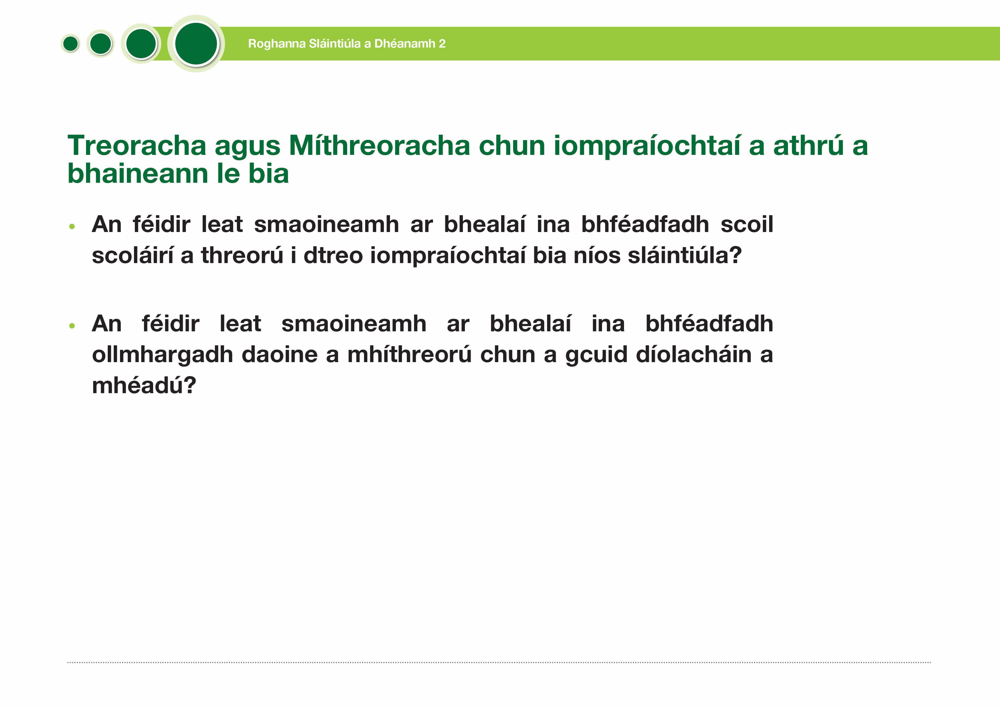 Roghanna Sláintiúla a Dhéanamh 2
Treoracha agus Míthreoracha chun iompraíochtaí a athrú a
bhaineann le bia
• An féidir leat smaoineamh ar bhealaí ina bhféadfadh scoil
scoláirí a threorú i dtreo iompraíochtaí bia níos sláintiúla?
• An féidir leat smaoineamh ar bhealaí ina bhféadfadh
ollmhargadh daoine a mhíthreorú chun a gcuid díolacháin a
mhéadú?